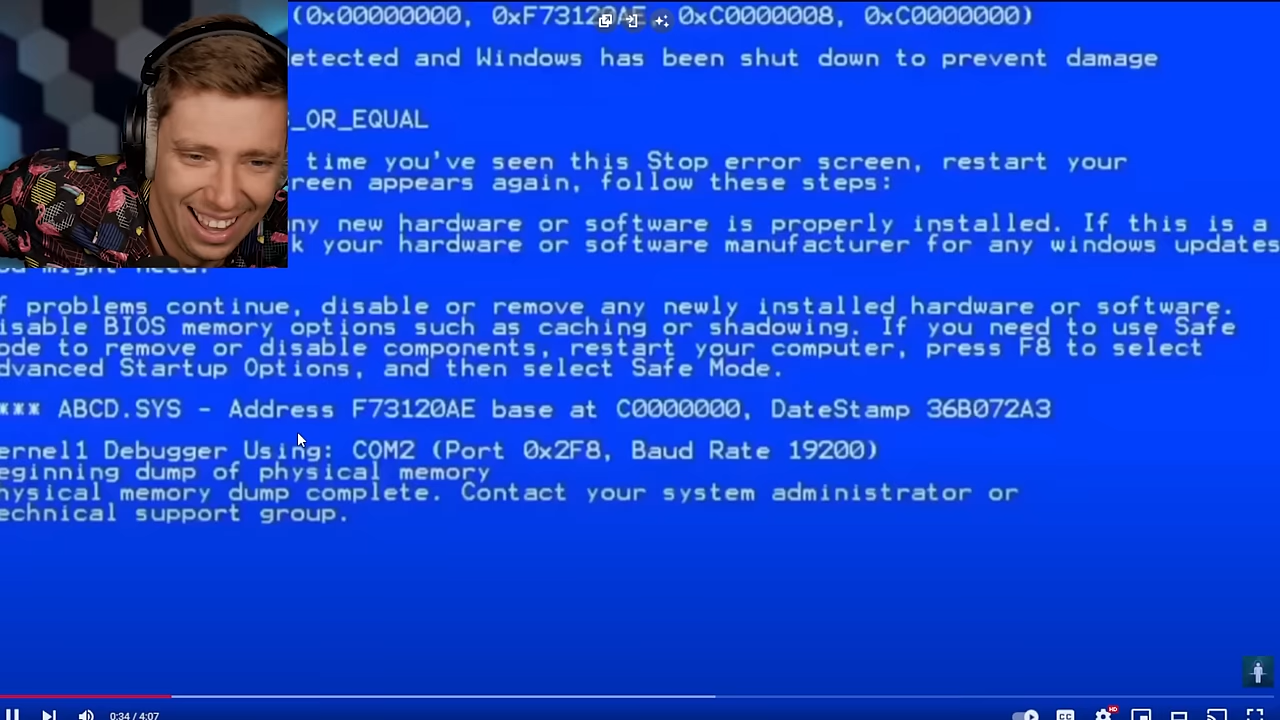 (0x00000000, 0xF73120AE 0xC0000008, 0xC0000000)
etected and Windows has been shut down to prevent damage
_OR_EQUAL
time you've seen this Stop error screen, restart your
reen appears again, follow these steps:
ny new hardware or software is properly installed. If this is a
k your hardware or software manufacturer for any windows updates
might need.
f problems continue, disable or remove any newly installed hardware or software.
isable BIOS memory options such as caching or shadowing. If you need to use Safe
ode to remove or disable components, restart your computer, press F8 to select
dvanced Startup Options, and then select Safe Mode.
*** ABCD.SYS - Address F73120AE base at C0000000, DateStamp 36B072A3
ernel1 Debugger Using: COM2 (Port 0x2F8, Baud Rate 19200)
eginning dump of physical memory
hysical memory dump complete. Contact your system administrator or
echnical support group.
0:34 / 4:07
CC
HD